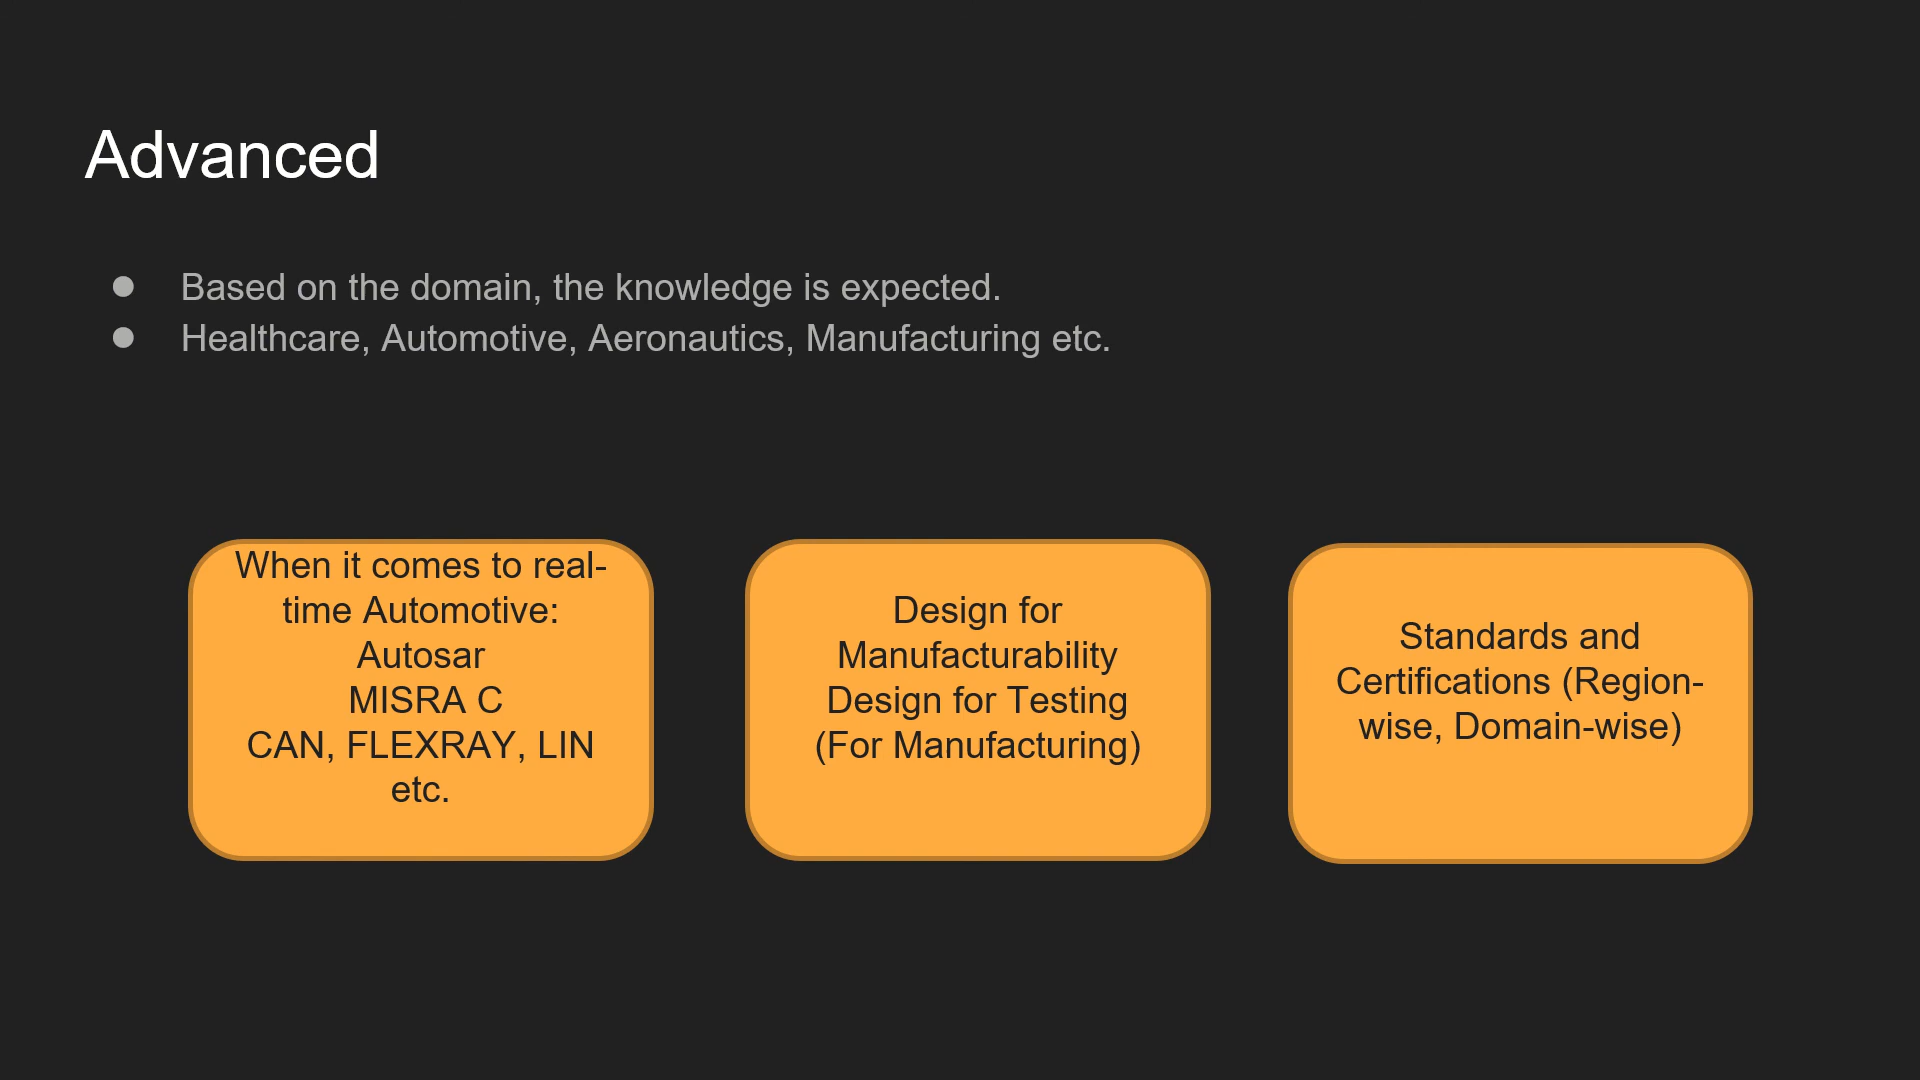 Advanced
● Based on the domain, the knowledge is expected.
● Healthcare, Automotive, Aeronautics, Manufacturing etc.
When it comes to real-
time Automotive:
Autosar
MISRA C
CAN, FLEXRAY, LIN
etc.
Design for
Manufacturability
Design for Testing
(For Manufacturing)
Standards and
Certifications (Region-
wise, Domain-wise)